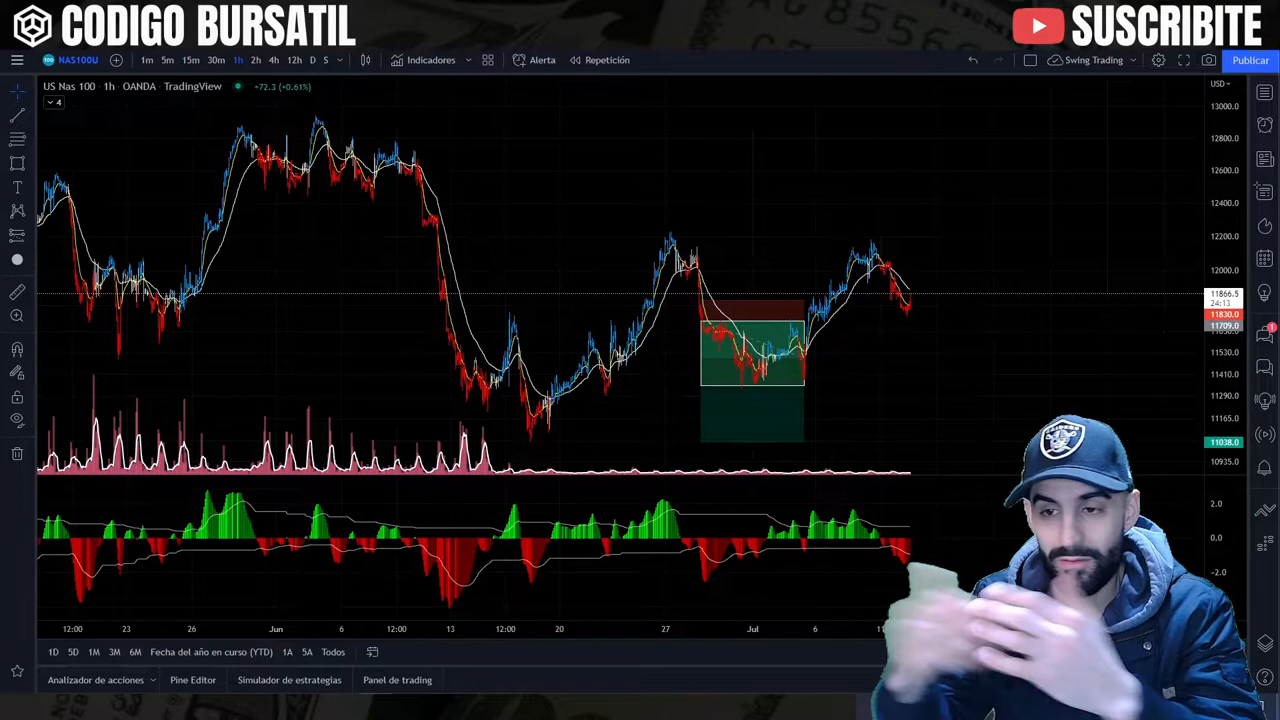 CODIGO BURSATIL
SUSCRIBITE
100 NAS100U 1m 5m 15m 30m 1h 2h 4h 12h D S Indicadores Alerta Repetición Swing Trading Publicar
US Nas 100 · 1h · OANDA · TradingView +72.3 (+0.61%)
USD
4
13000.0
12800.0
12600.0
12400.0
12200.0
12000.0
11866.5
24:13
11830.0
11709.0
11530.0
11410.0
11290.0
11165.0
11038.0
10935.0
2.0
0.0
−2.0
RAIDERS
12:00 23 26 Jun 6 12:00 13 12:00 20 27 Jul 6
1D 5D 1M 3M 6M Fecha del año en curso (YTD) 1A 5A Todos
Analizador de acciones Pine Editor Simulador de estrategias Panel de trading